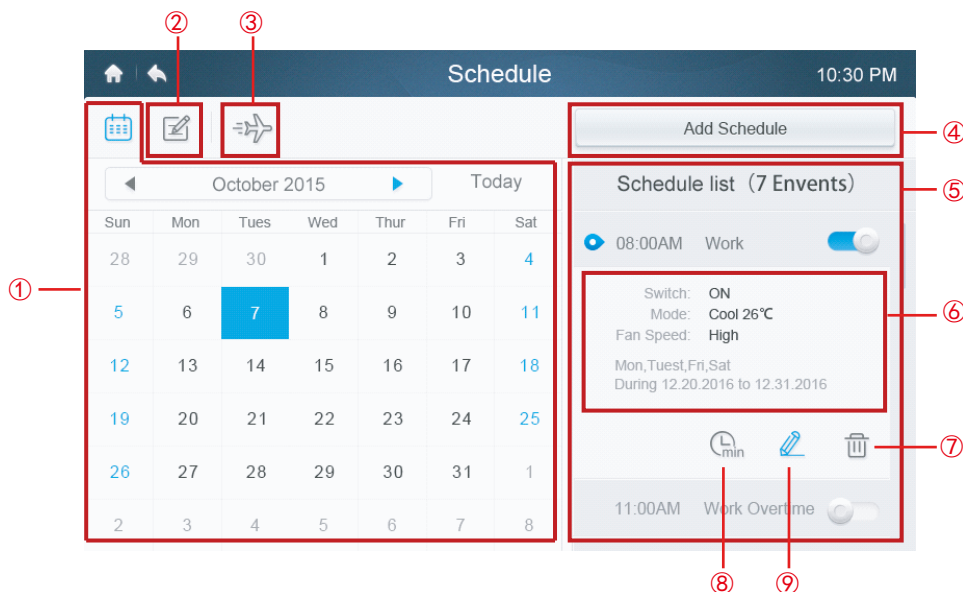 ② ③
Schedule 10:30 PM
Add Schedule ④
October 2015 Today
Schedule list（7 Envents） ⑤
Sun Mon Tues Wed Thur Fri Sat
08:00AM Work
28 29 30 1 2 3 4
①
Switch: ON
5 6 7 8 9 10 11
Mode: Cool 26℃ ⑥
Fan Speed: High
12 13 14 15 16 17 18
Mon,Tuest,Fri,Sat
During 12.20.2016 to 12.31.2016
19 20 21 22 23 24 25
min ⑦
26 27 28 29 30 31 1
11:00AM Work Overtime
2 3 4 5 6 7 8
⑧ ⑨